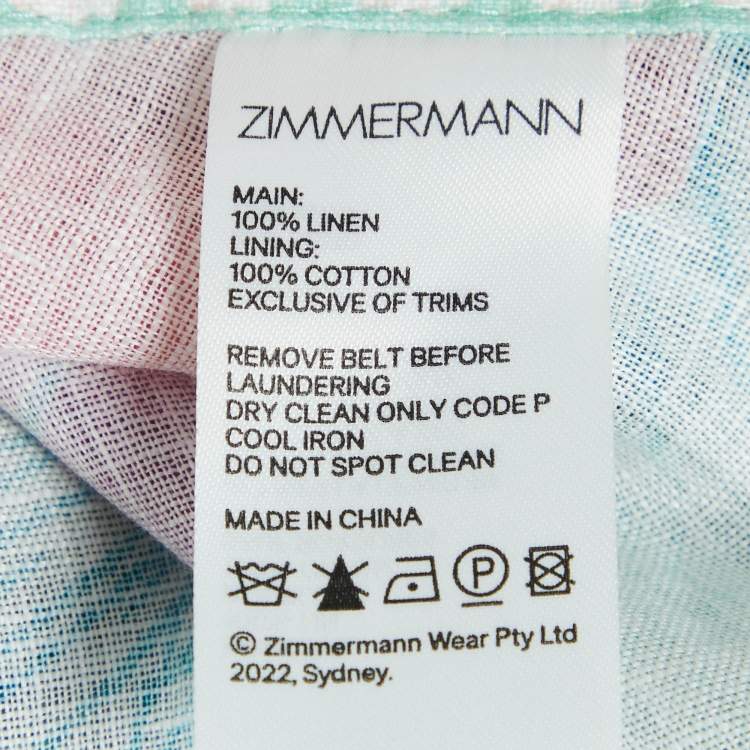 ZIMMERMANN
MAIN:
100% LINEN
LINING:
100% COTTON
EXCLUSIVE OF TRIMS
REMOVE BELT BEFORE
LAUNDERING
DRY CLEAN ONLY CODE P
COOL IRON
DO NOT SPOT CLEAN
MADE IN CHINA
P
© Zimmermann Wear Pty Ltd
2022, Sydney.